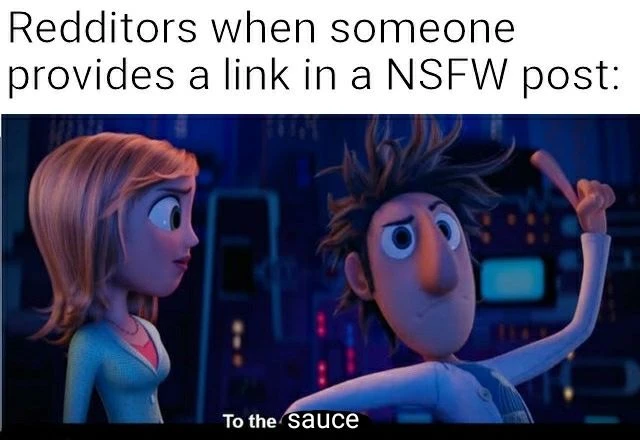 Redditors when someone
provides a link in a NSFW post:
To the sauce